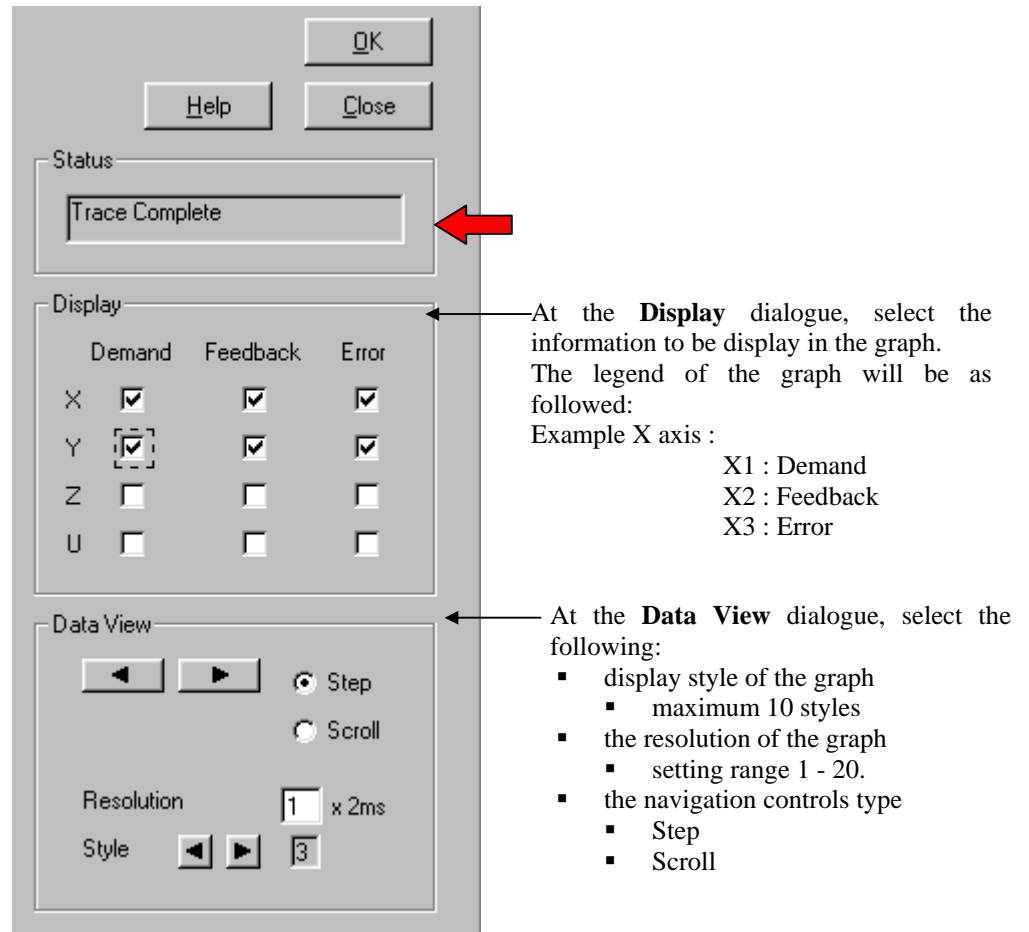 OK
Help Close
Status
Trace Complete
Display
Demand Feedback Error
X
Y
Z
U
At the Display dialogue, select the
information to be display in the graph.
The legend of the graph will be as
followed:
Example X axis :
X1 : Demand
X2 : Feedback
X3 : Error
Data View
Step
Scroll
Resolution 1 x 2ms
Style 3
At the Data View dialogue, select the
following:
▪ display style of the graph
▪ maximum 10 styles
▪ the resolution of the graph
▪ setting range 1 - 20.
▪ the navigation controls type
▪ Step
▪ Scroll